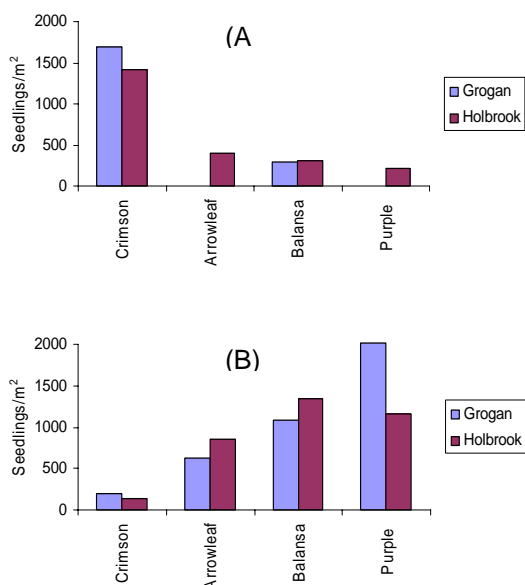 (A
2000
1500
1000
500
0
Seedlings/m²
Crimson
Arrowleaf
Balansa
Purple
Grogan
Holbrook
(B)
2000
1500
1000
500
0
Seedlings/m²
Crimson
Arrowleaf
Balansa
Purple
Grogan
Holbrook